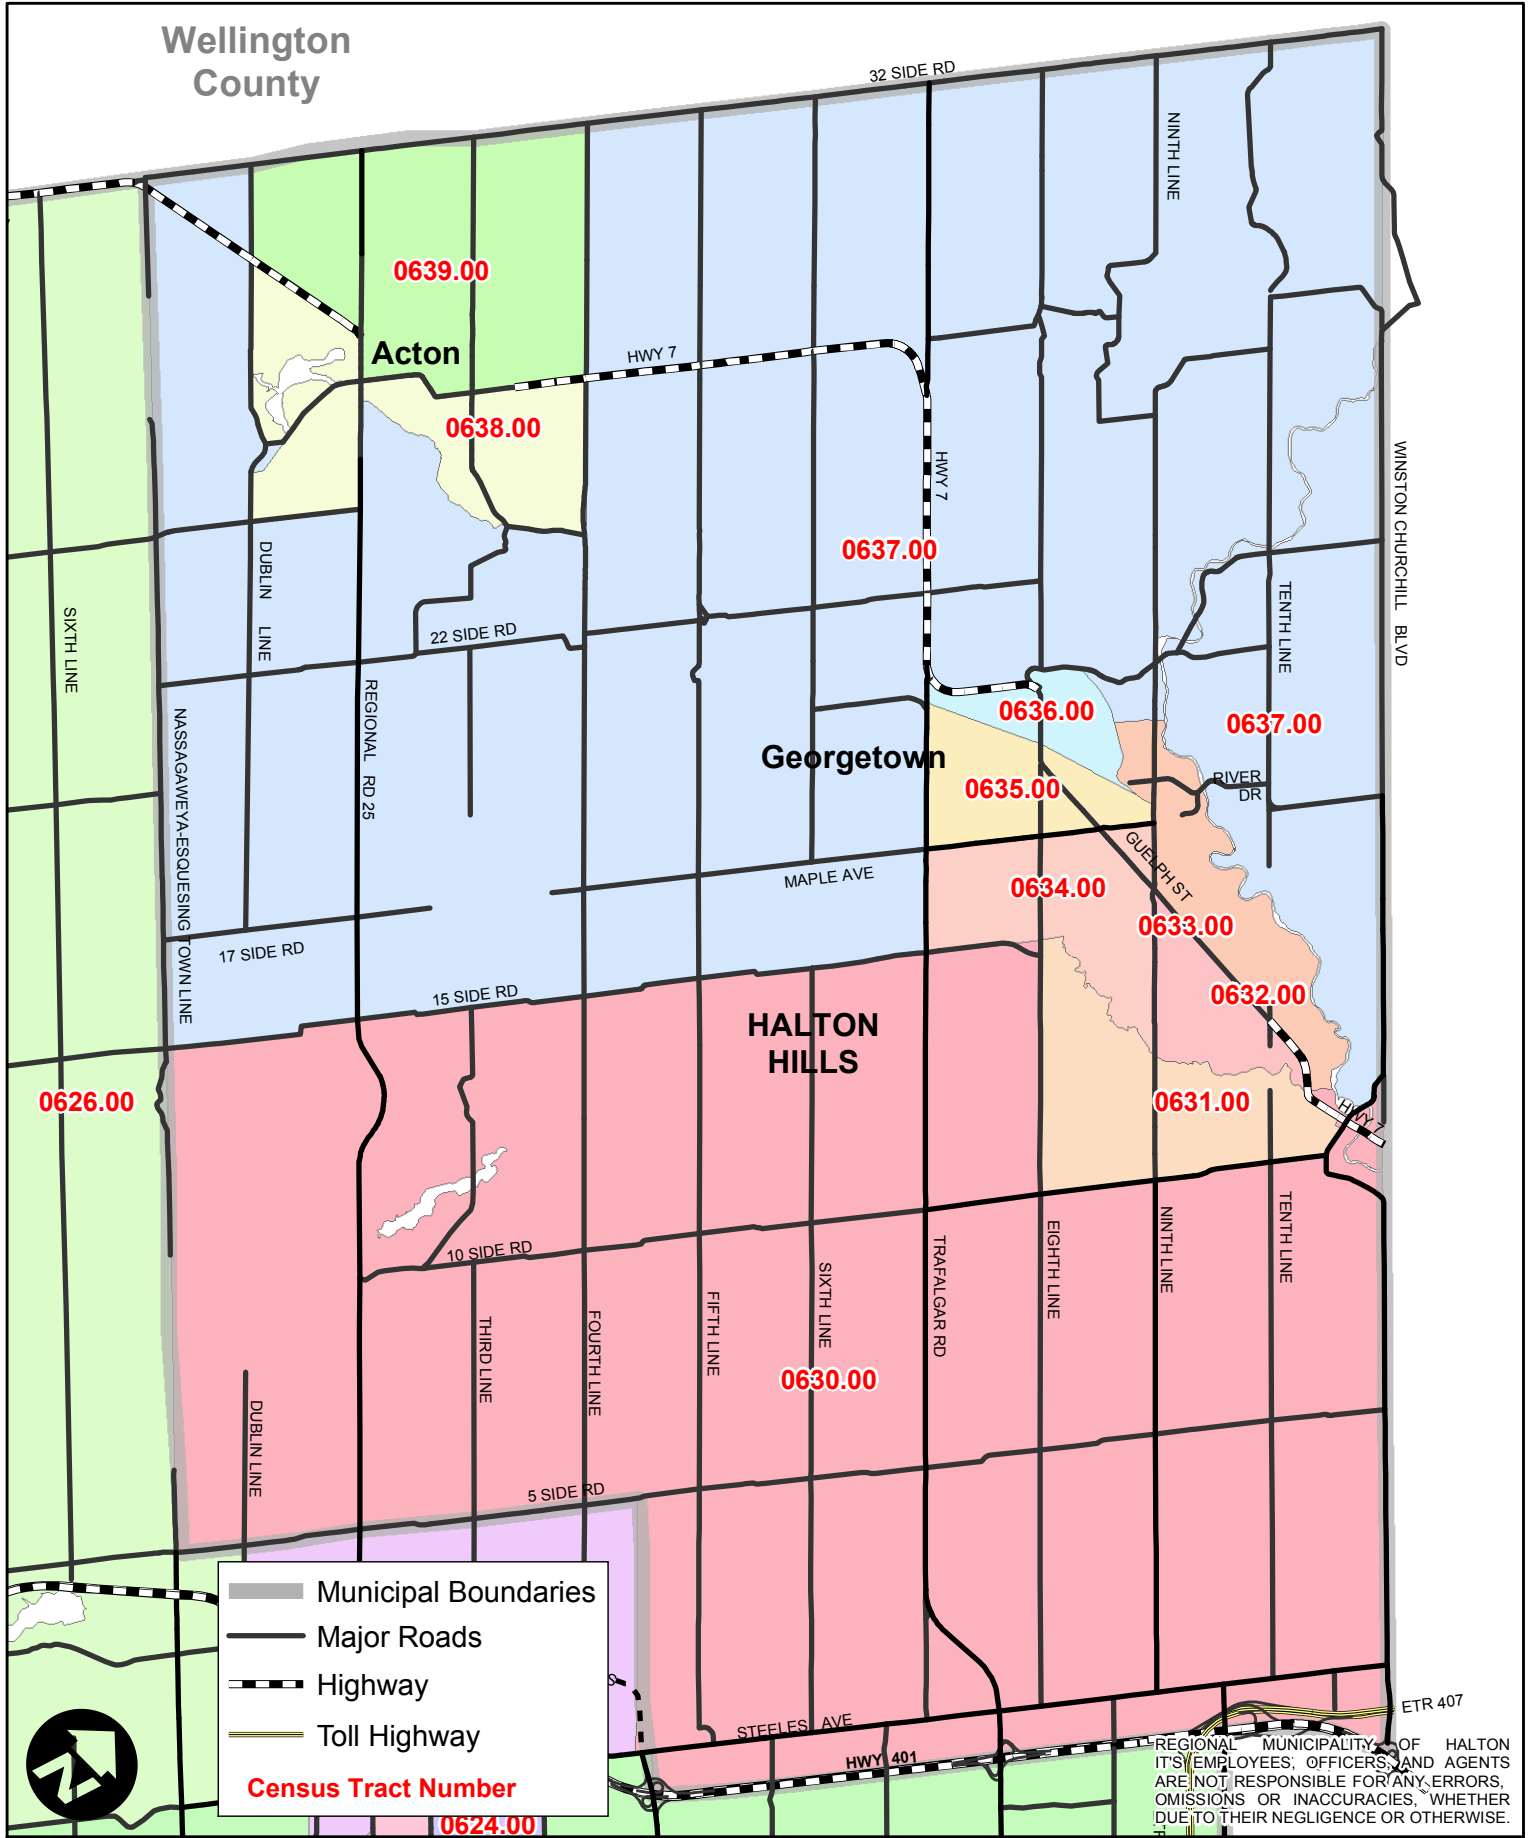 Wellington
County
32 SIDE RD
NINTH LINE
0639.00
Acton
HWY 7
0638.00
HWY 7
WINSTON CHURCHILL BLVD
0637.00
DUBLIN LINE
TENTH LINE
SIXTH LINE
22 SIDE RD
REGIONAL RD 25
NASSAGAWEYA-ESQUESING TOWN LINE
0636.00
0637.00
Georgetown
0635.00
RIVER
DR
GUELPH ST
MAPLE AVE
0634.00
0633.00
17 SIDE RD
15 SIDE RD
0632.00
HALTON
HILLS
0626.00
0631.00
HWY 7
TENTH LINE
NINTH LINE
EIGHTH LINE
TRAFALGAR RD
10 SIDE RD
SIXTH LINE
FIFTH LINE
FOURTH LINE
THIRD LINE
0630.00
DUBLIN LINE
5 SIDE RD
Municipal Boundaries
Major Roads
Highway
Toll Highway
Census Tract Number
N
STEELES AVE
ETR 407
HWY 401
0624.00
REGIONAL MUNICIPALITY OF HALTON
IT'S EMPLOYEES, OFFICERS AND AGENTS
ARE NOT RESPONSIBLE FOR ANY ERRORS,
OMISSIONS OR INACCURACIES, WHETHER
DUE TO THEIR NEGLIGENCE OR OTHERWISE.